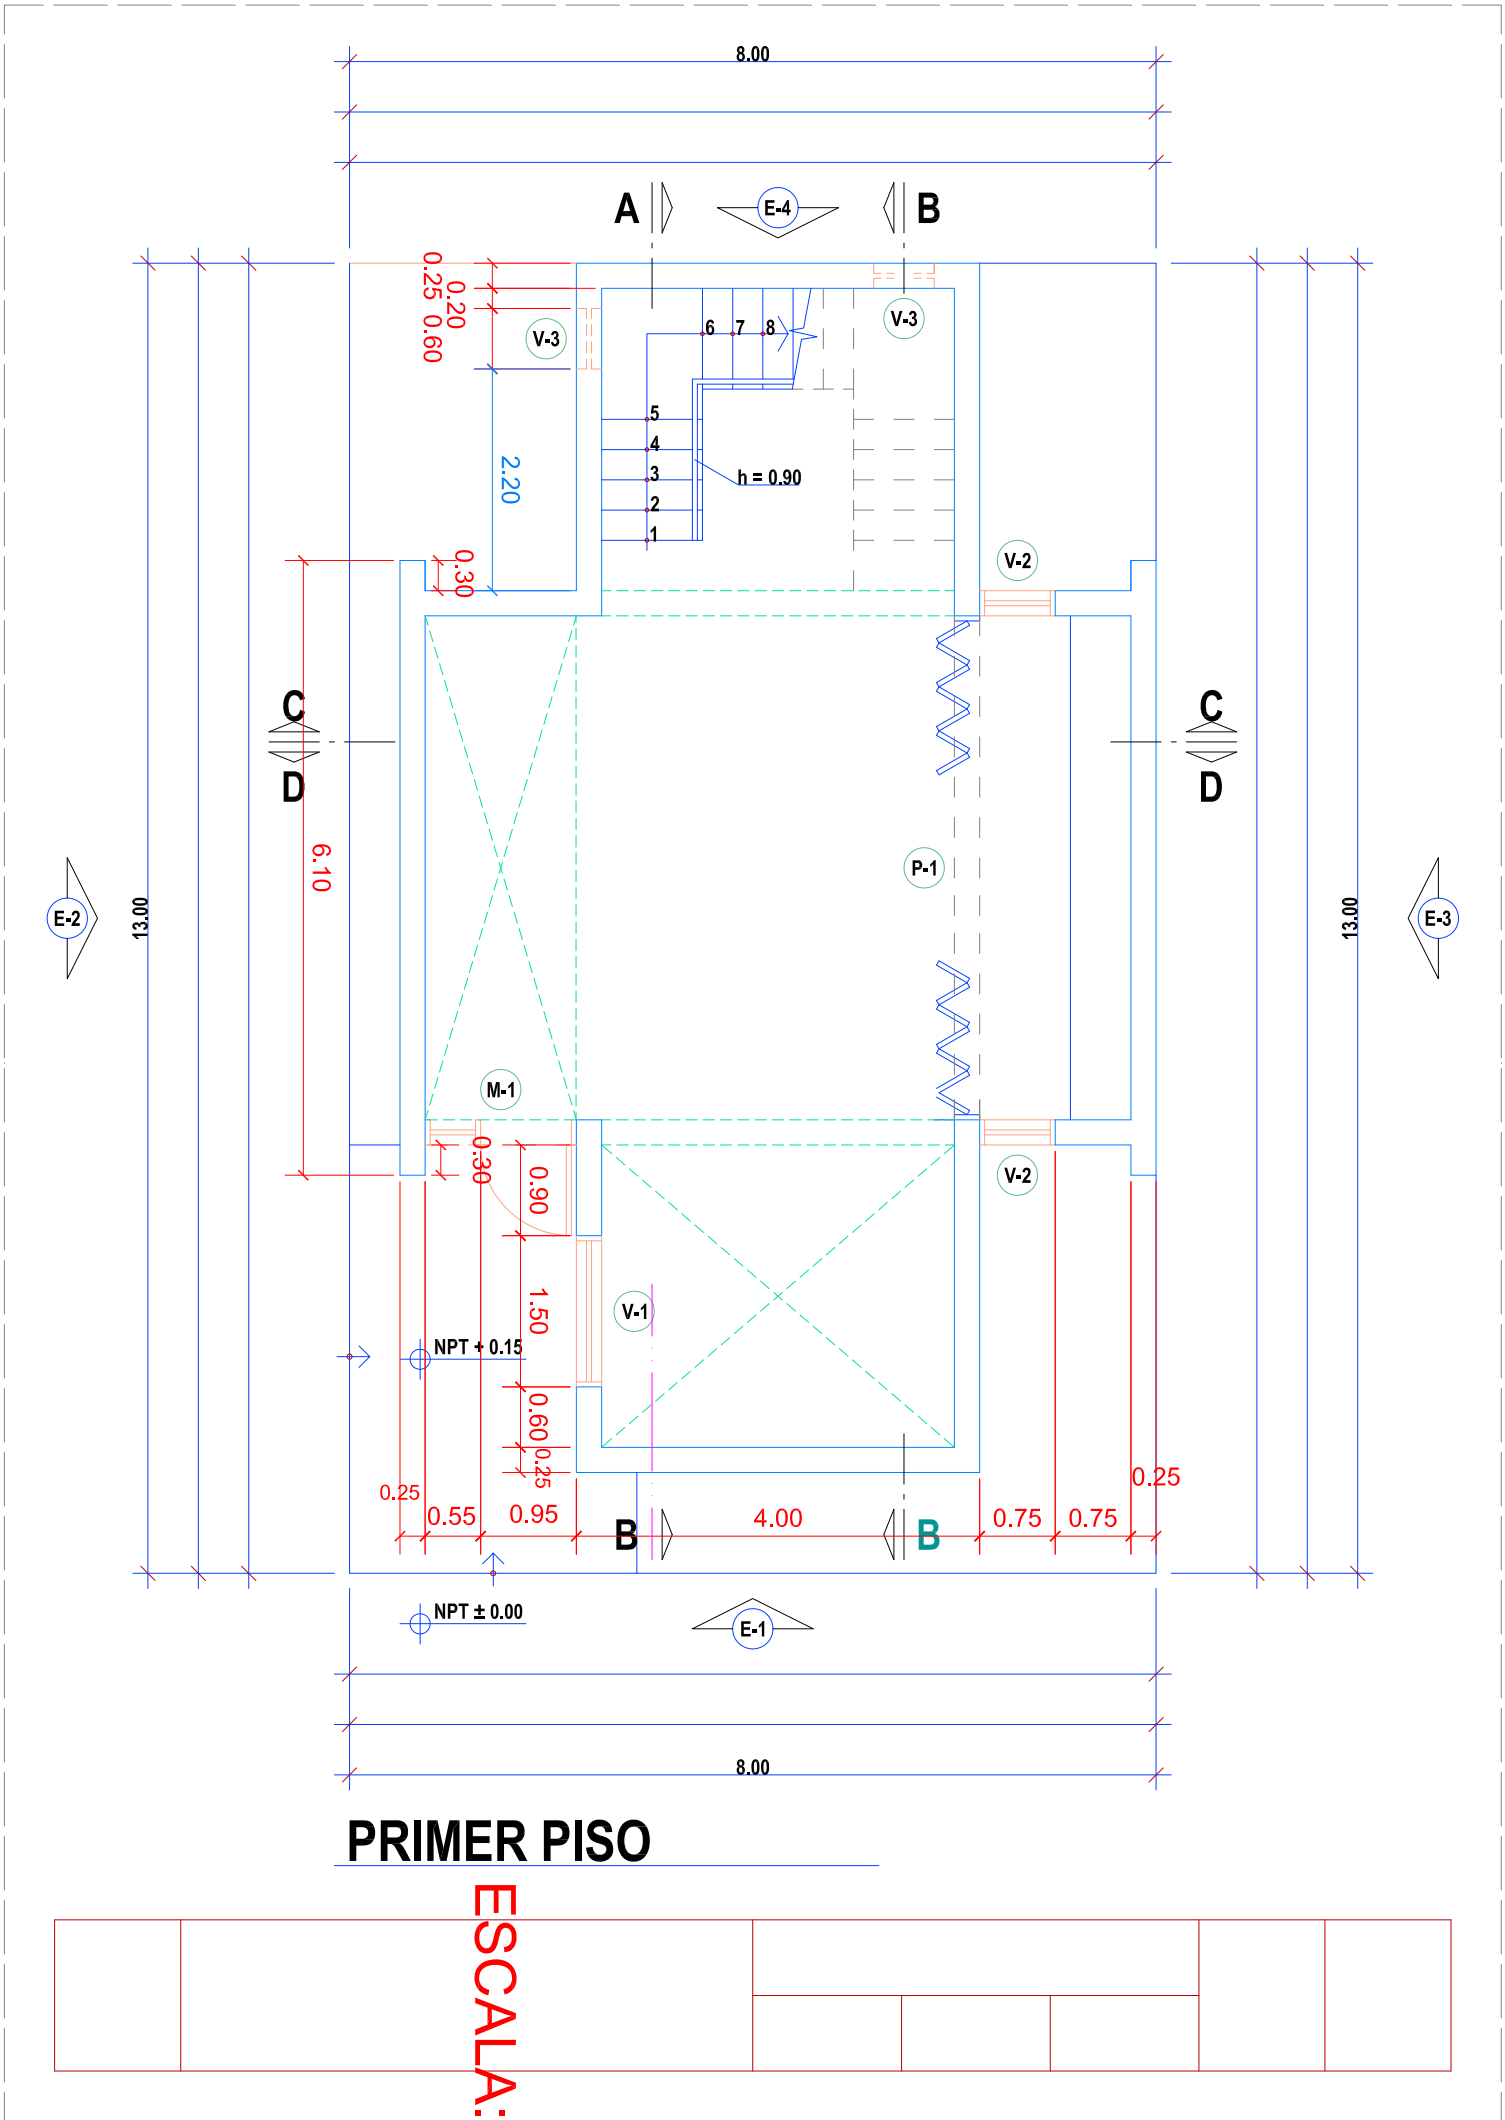 8.00
A
E-4
B
0.25
0.20
0.60
V-3
6
7
8
V-3
5
4
3
2
1
2.20
h = 0.90
0.30
V-2
C
D
C
D
6.10
P-1
E-2
13.00
13.00
E-3
M-1
0.30
0.90
V-2
1.50
V-1
NPT + 0.15
0.60
0.25
0.25
0.55
0.95
4.00
0.75
0.75
0.25
B
B
NPT ± 0.00
E-1
8.00
PRIMER PISO
ESCALA: